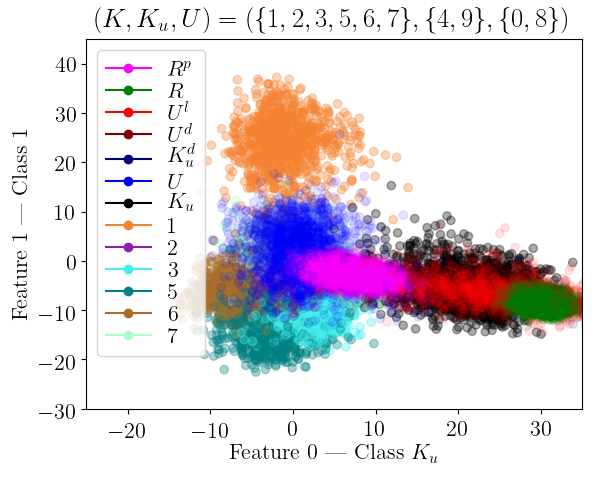 (K, K_u, U) = ({1, 2, 3, 5, 6, 7}, {4, 9}, {0, 8})
Feature 1 — Class 1
40
30
20
10
0
−10
−20
−30
R^p
R
U^l
U^d
K_u^d
U
K_u
1
2
3
5
6
7
−20 −10 0 10 20 30
Feature 0 — Class K_u